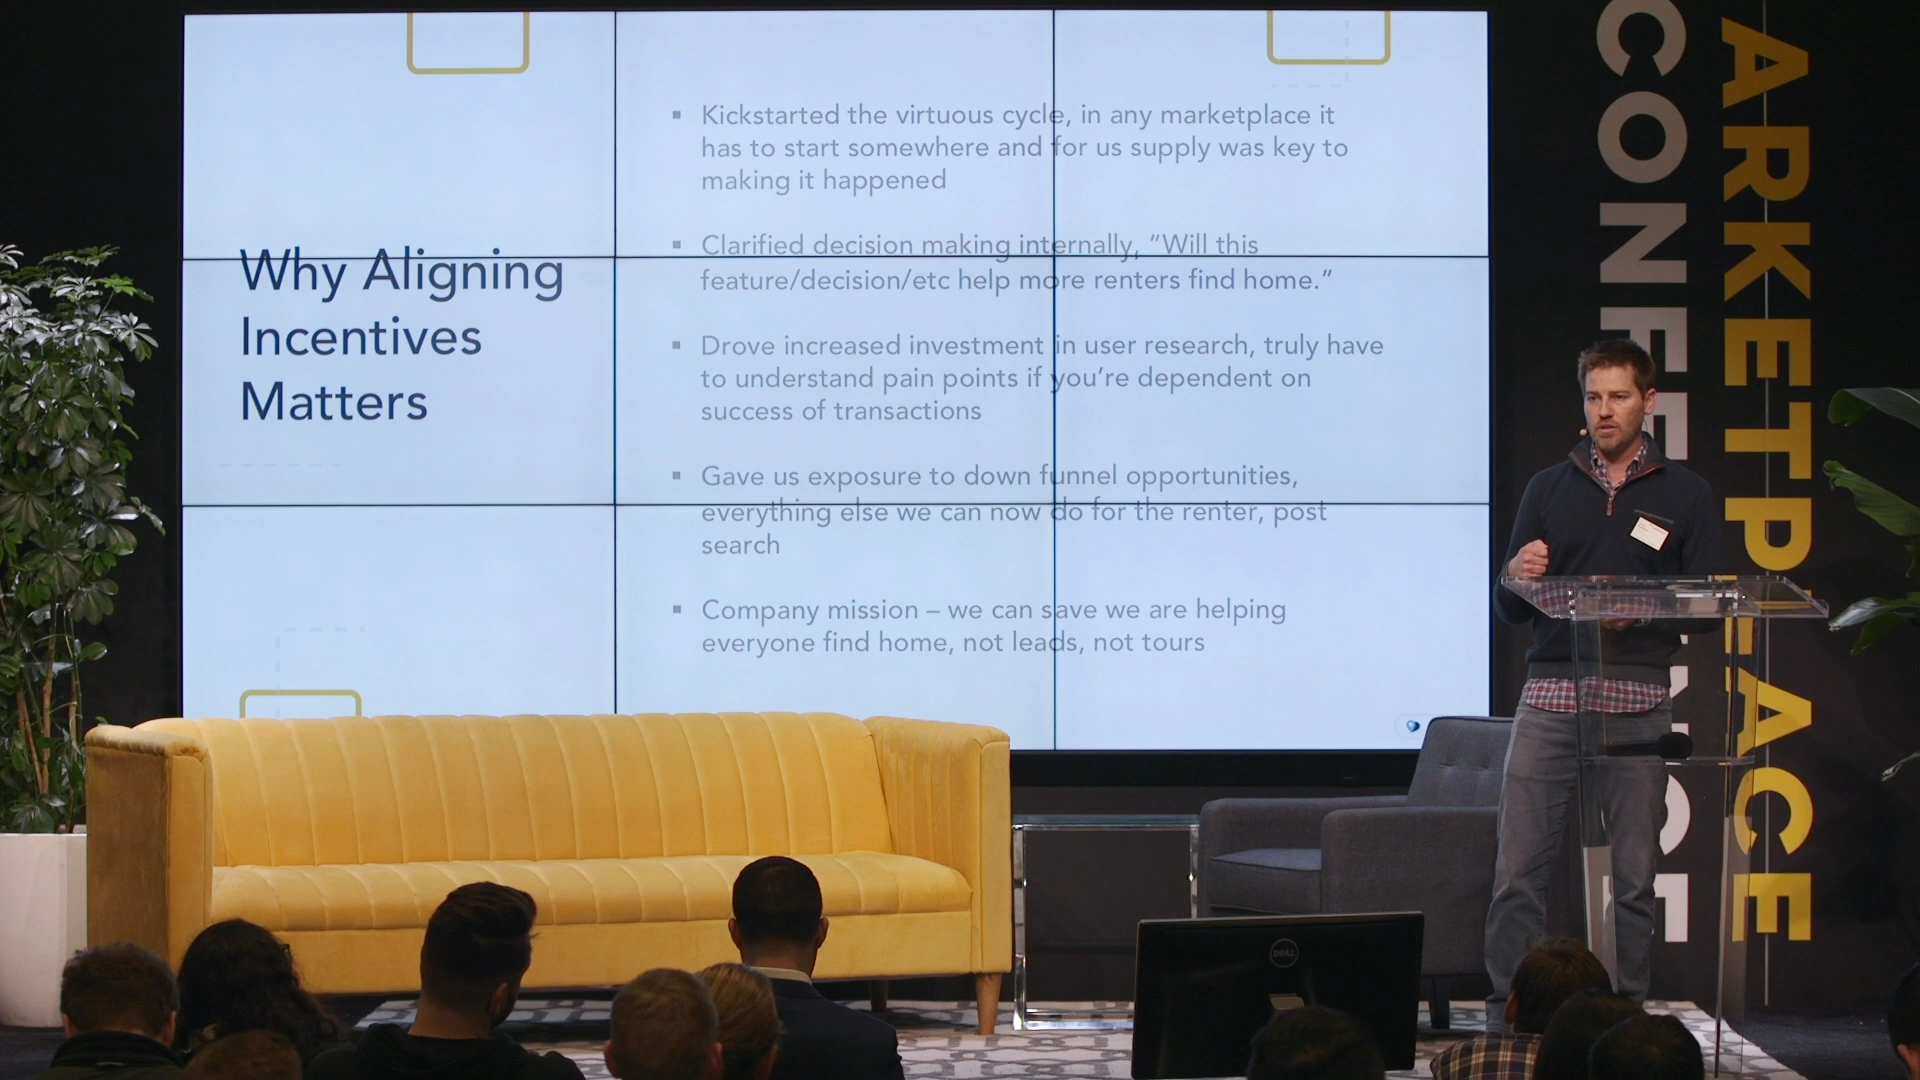 Why Aligning
Incentives
Matters
Kickstarted the virtuous cycle, in any marketplace it
has to start somewhere and for us supply was key to
making it happened
Clarified decision making internally, “Will this
feature/decision/etc help more renters find home.”
Drove increased investment in user research, truly have
to understand pain points if you’re dependent on
success of transactions
Gave us exposure to down funnel opportunities,
everything else we can now do for the renter, post
search
Company mission – we can save we are helping
everyone find home, not leads, not tours
ARKETPLACE
DELL